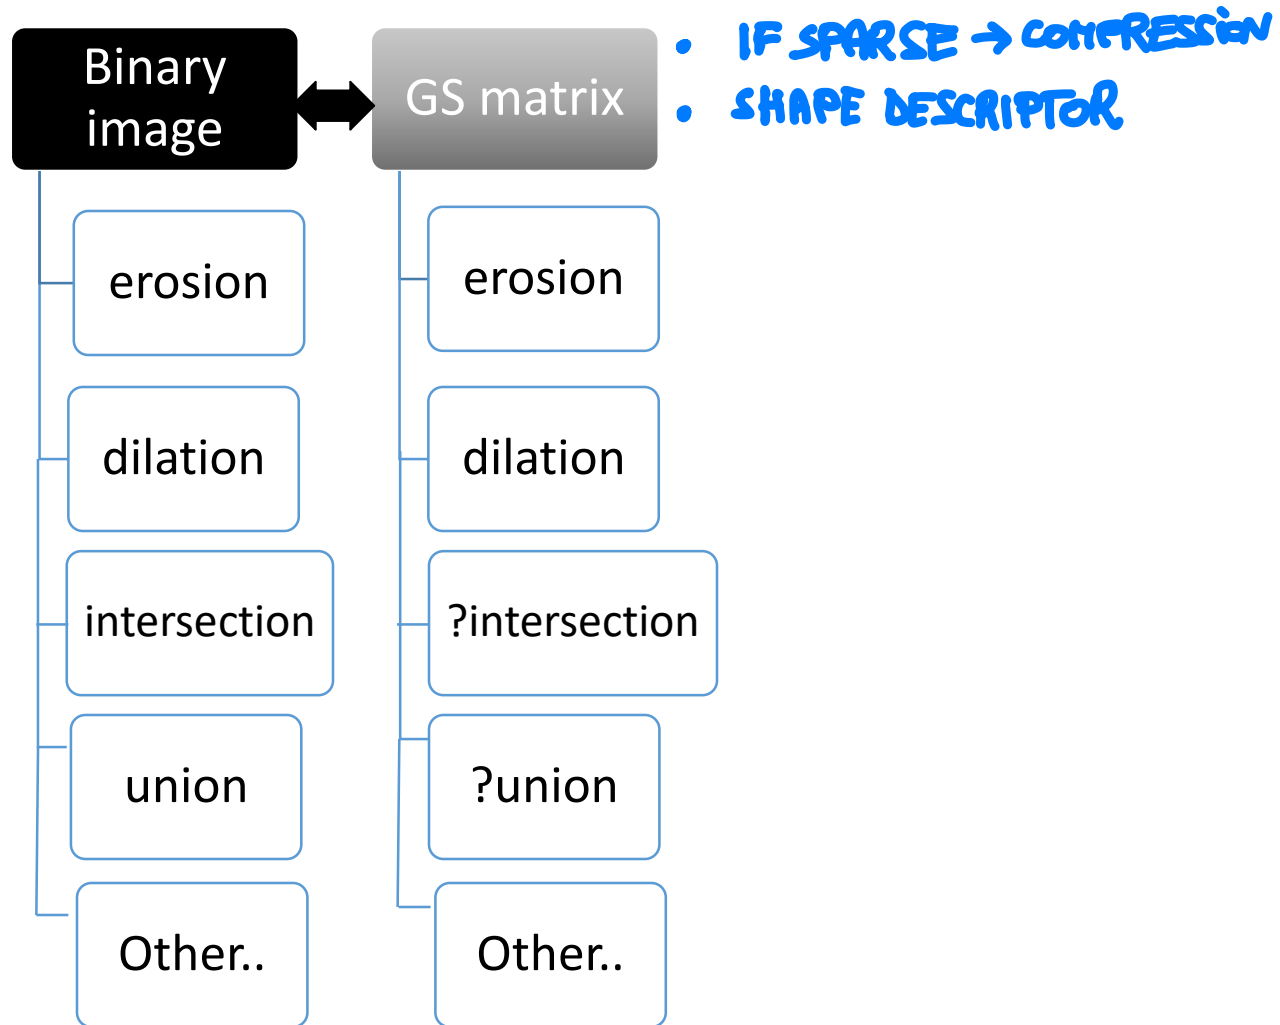 Binary
image
GS matrix
• IF SPARSE → COMPRESSION
• SHAPE DESCRIPTOR
erosion
erosion
dilation
dilation
intersection
?intersection
union
?union
Other..
Other..